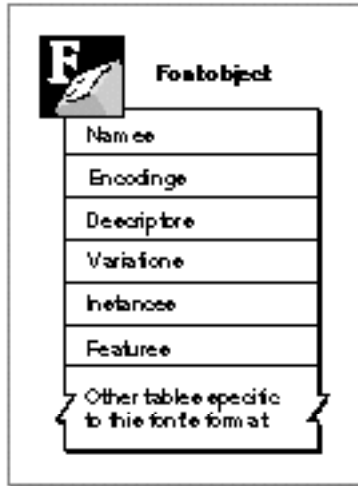 F
Font object
Names
Encodings
Descriptors
Variations
Instances
Features
Other tables specific
to this font's format